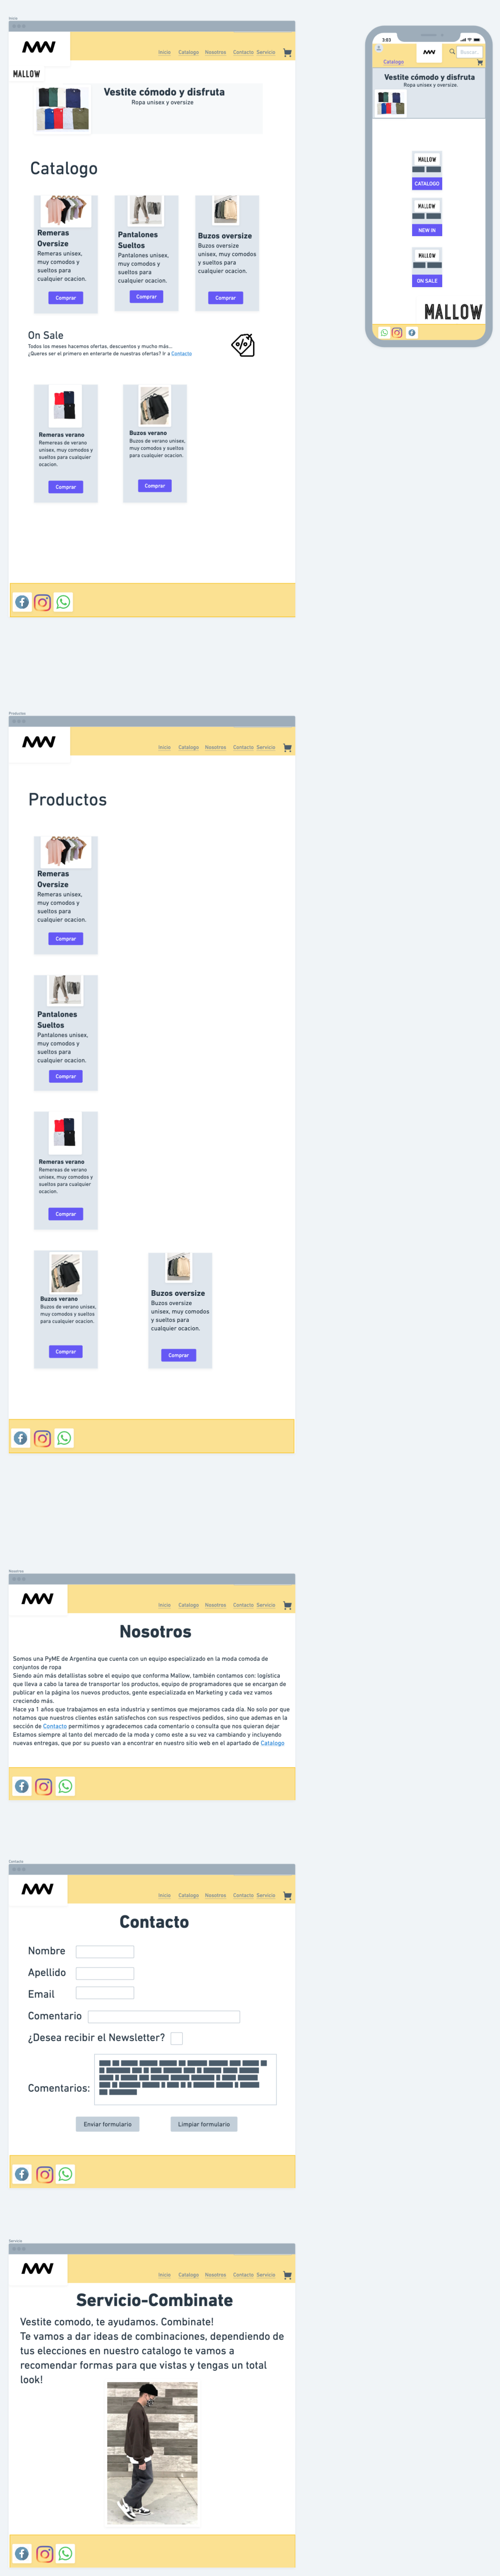 Inicio
Inicio Catalogo Nosotros Contacto Servicio
MALLOW
Vestite cómodo y disfruta
Ropa unisex y oversize
Catalogo
Remeras
Oversize
Remeras unisex,
muy comodos y
sueltos para
cualquier ocacion.
Comprar
Pantalones
Sueltos
Pantalones unisex,
muy comodos y
sueltos para
cualquier ocacion.
Comprar
Buzos oversize
Buzos oversize
unisex, muy comodos
y sueltos para
cualquier ocacion.
Comprar
On Sale
Todos los meses hacemos ofertas, descuentos y mucho más...
¿Queres ser el primero en enterarte de nuestras ofertas? Ir a Contacto
Remeras verano
Remereas de verano
unisex, muy comodos y
sueltos para cualquier
ocacion.
Comprar
Buzos verano
Buzos de verano unisex,
muy comodos y sueltos
para cualquier ocacion.
Comprar
3:03
Buscar...
Catalogo
Vestite cómodo y disfruta
Ropa unisex y oversize.
MALLOW
CATALOGO
MALLOW
NEW IN
MALLOW
ON SALE
MALLOW
Productos
Inicio Catalogo Nosotros Contacto Servicio
Productos
Remeras
Oversize
Remeras unisex,
muy comodos y
sueltos para
cualquier ocacion.
Comprar
Pantalones
Sueltos
Pantalones unisex,
muy comodos y
sueltos para
cualquier ocacion.
Comprar
Remeras verano
Remereas de verano
unisex, muy comodos y
sueltos para cualquier
ocacion.
Comprar
Buzos verano
Buzos de verano unisex,
muy comodos y sueltos
para cualquier ocacion.
Comprar
Buzos oversize
Buzos oversize
unisex, muy comodos
y sueltos para
cualquier ocacion.
Comprar
Nosotros
Inicio Catalogo Nosotros Contacto Servicio
Nosotros
Somos una PyME de Argentina que cuenta con un equipo especializado en la moda comoda de
conjuntos de ropa
Siendo aún más detallistas sobre el equipo que conforma Mallow, también contamos con: logística
que lleva a cabo la tarea de transportar los productos, equipo de programadores que se encargan de
publicar en la página los nuevos productos, gente especializada en Marketing y cada vez vamos
creciendo más.
Hace ya 1 años que trabajamos en esta industria y sentimos que mejoramos cada día. No solo por que
notamos que nuestros clientes están satisfechos con sus respectivos pedidos, sino que ademas en la
sección de Contacto permitimos y agradecemos cada comentario o consulta que nos quieran dejar
Estamos siempre al tanto del mercado de la moda y como este a su vez va cambiando y incluyendo
nuevas entregas, que por su puesto van a encontrar en nuestro sitio web en el apartado de Catalogo
Contacto
Inicio Catalogo Nosotros Contacto Servicio
Contacto
Nombre
Apellido
Email
Comentario
¿Desea recibir el Newsletter?
Comentarios:
Enviar formulario
Limpiar formulario
Servicio
Inicio Catalogo Nosotros Contacto Servicio
Servicio-Combinate
Vestite comodo, te ayudamos. Combinate!
Te vamos a dar ideas de combinaciones, dependiendo de
tus elecciones en nuestro catalogo te vamos a
recomendar formas para que vistas y tengas un total
look!